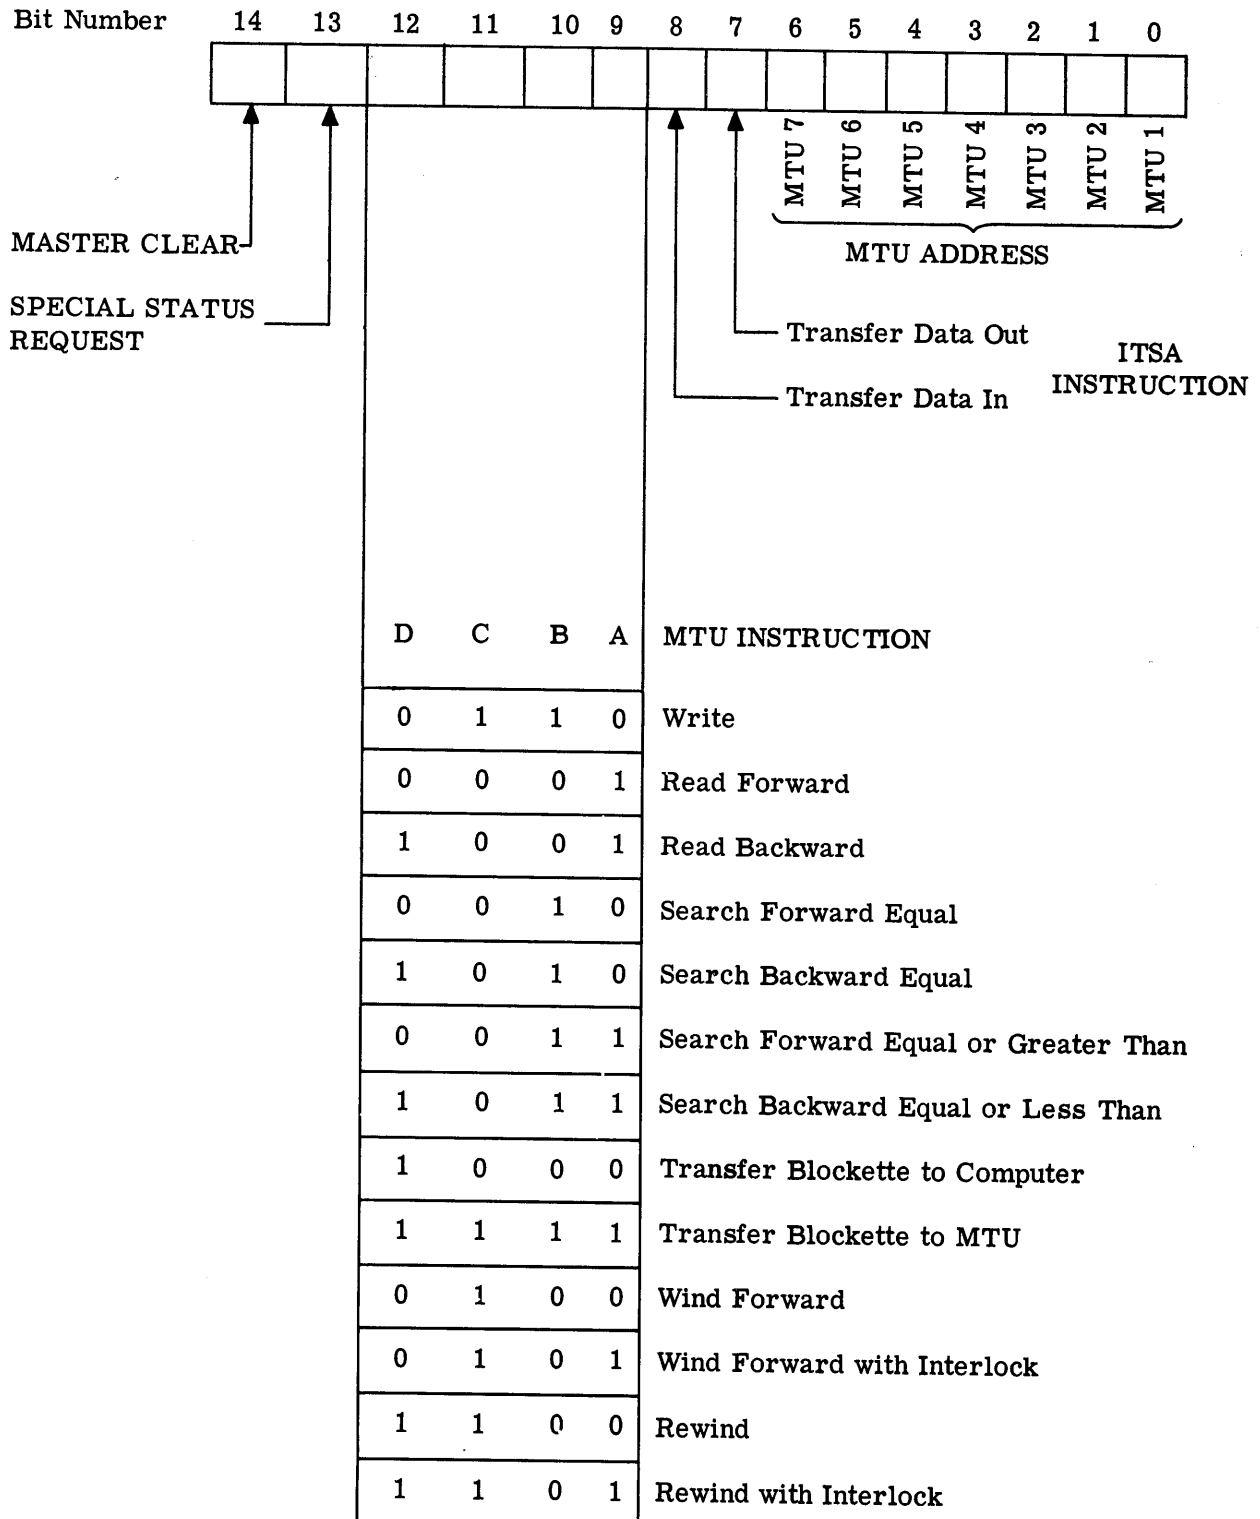 Bit Number 14 13 12 11 10 9 8 7 6 5 4 3 2 1 0
MTU 7 MTU 6 MTU 5 MTU 4 MTU 3 MTU 2 MTU 1
MASTER CLEAR
MTU ADDRESS
SPECIAL STATUS
REQUEST
Transfer Data Out
ITSA
INSTRUCTION
Transfer Data In
D C B A MTU INSTRUCTION
0 1 1 0 Write
0 0 0 1 Read Forward
1 0 0 1 Read Backward
0 0 1 0 Search Forward Equal
1 0 1 0 Search Backward Equal
0 0 1 1 Search Forward Equal or Greater Than
1 0 1 1 Search Backward Equal or Less Than
1 0 0 0 Transfer Blockette to Computer
1 1 1 1 Transfer Blockette to MTU
0 1 0 0 Wind Forward
0 1 0 1 Wind Forward with Interlock
1 1 0 0 Rewind
1 1 0 1 Rewind with Interlock